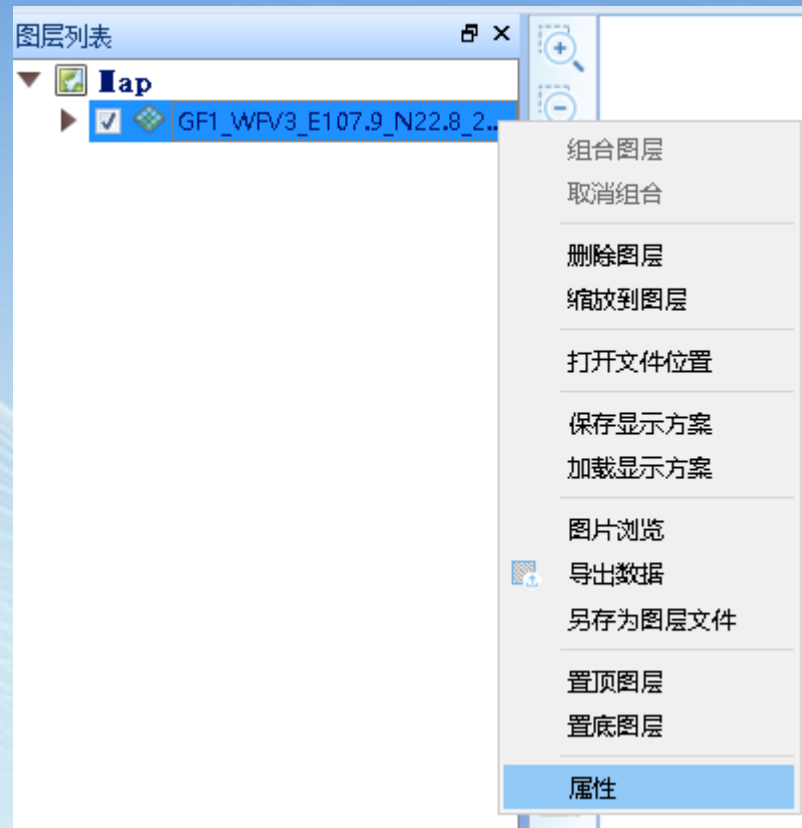 图层列表
Map
GF1_WFV3_E107.9_N22.8_2...
组合图层
取消组合
删除图层
缩放到图层
打开文件位置
保存显示方案
加载显示方案
图片浏览
导出数据
另存为图层文件
置顶图层
置底图层
属性